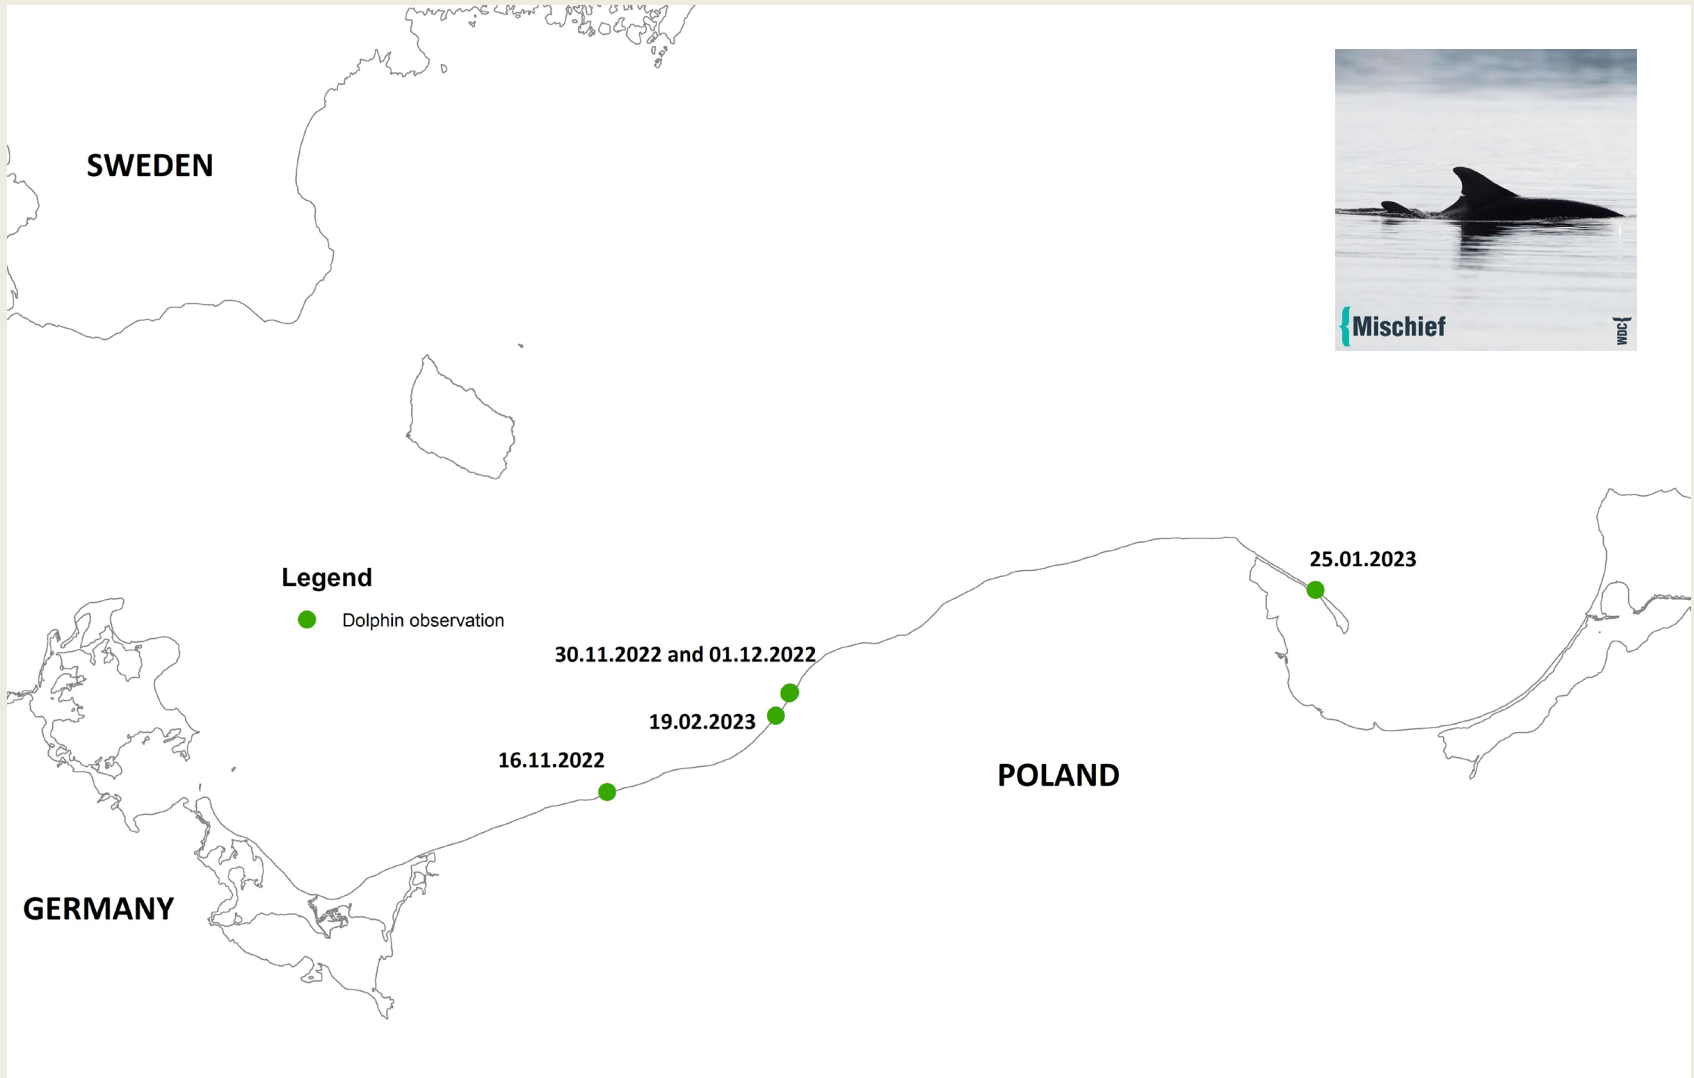 SWEDEN
{Mischief
WDC}
25.01.2023
Legend
Dolphin observation
30.11.2022 and 01.12.2022
19.02.2023
16.11.2022
POLAND
GERMANY